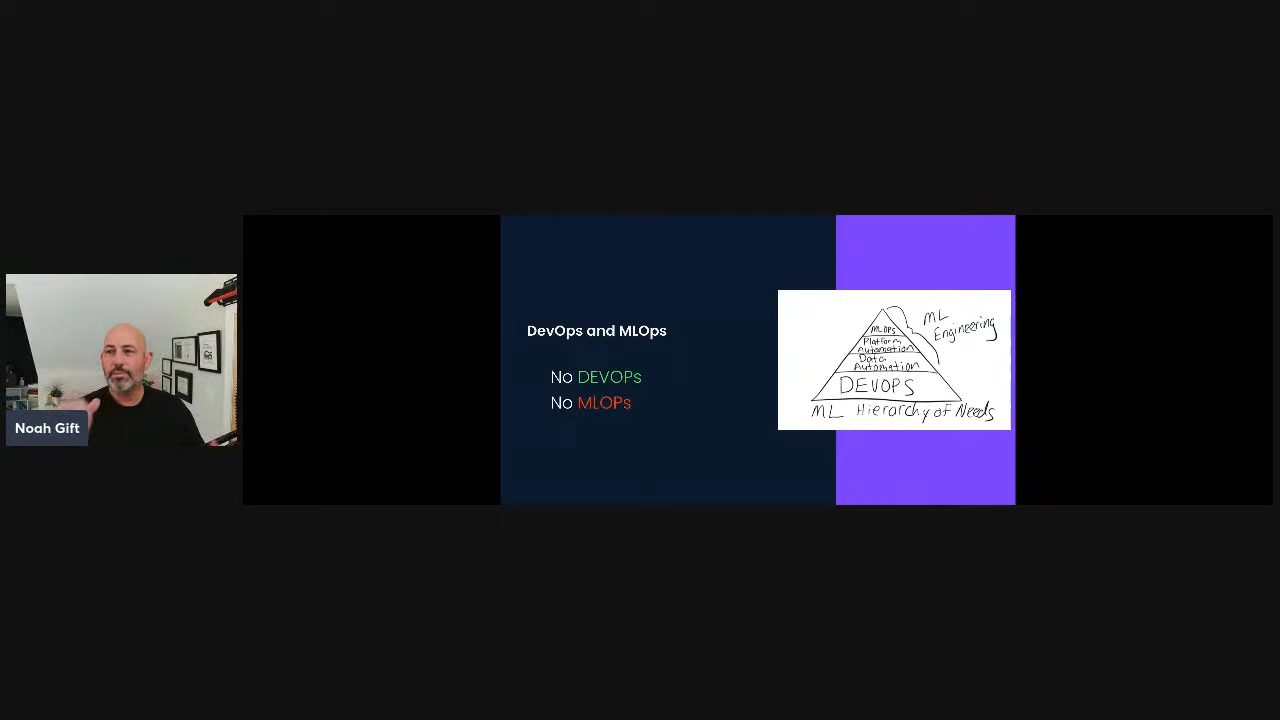 Noah Gift
DevOps and MLOps
No DEVOPs
No MLOPs
MLOPs
Platform
Automation
Data
Automation
DEVOPS
ML Hierarchy of Needs
ML
Engineering